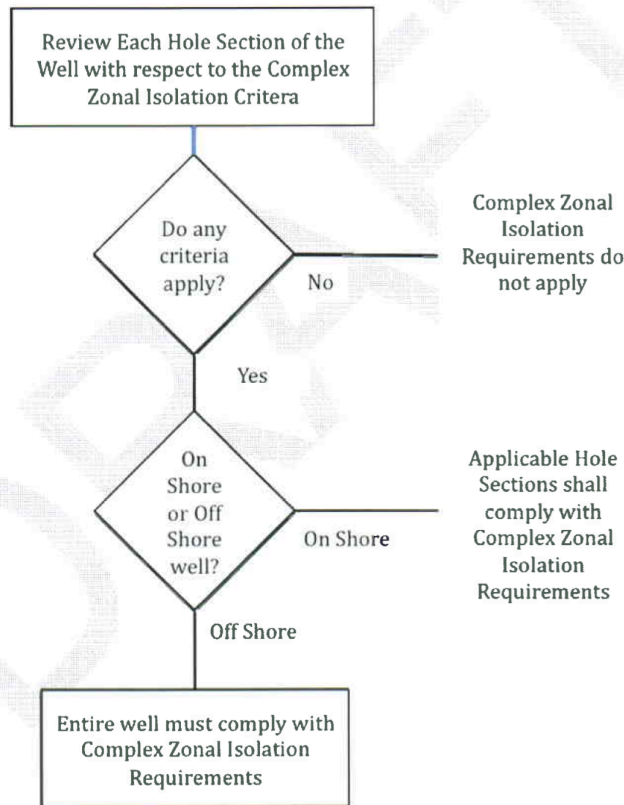 Review Each Hole Section of the
Well with respect to the Complex
Zonal Isolation Critera
Do any
criteria
apply?
No
Complex Zonal
Isolation
Requirements do
not apply
Yes
On
Shore
or Off
Shore
well?
On Shore
Applicable Hole
Sections shall
comply with
Complex Zonal
Isolation
Requirements
Off Shore
Entire well must comply with
Complex Zonal Isolation
Requirements
DRAFT